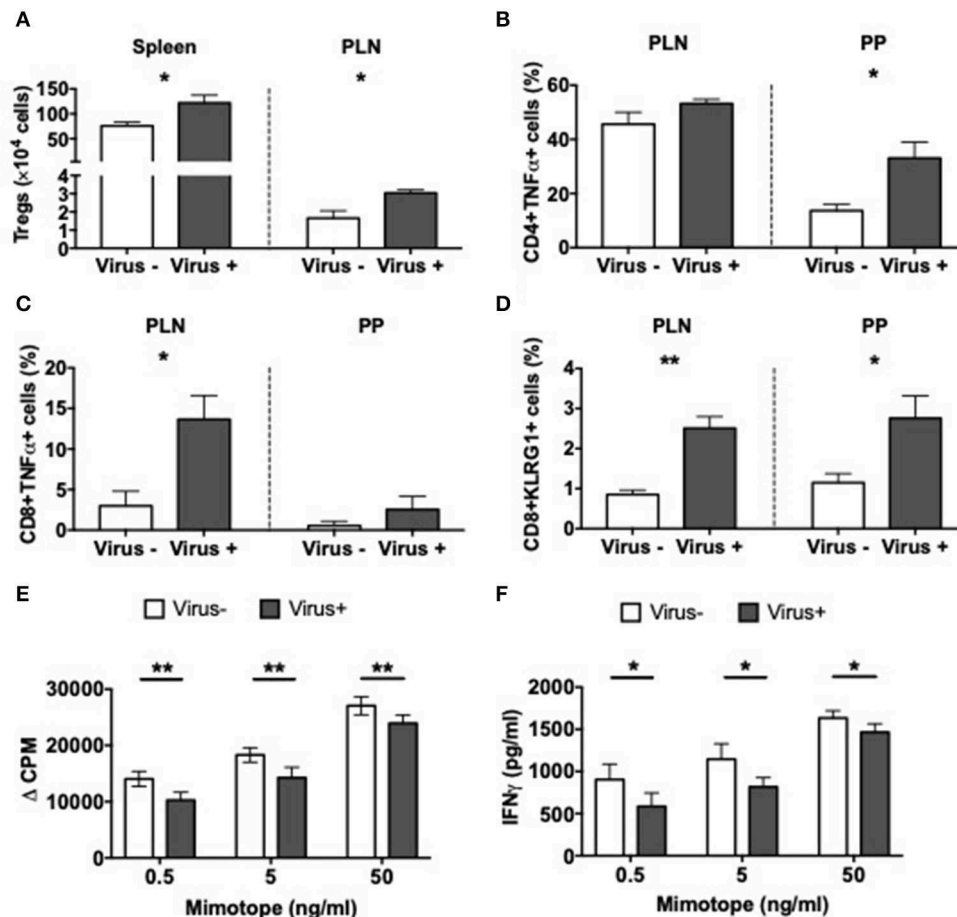 A
Spleen
PLN
*
*
Tregs (×10⁴ cells)
150
100
50
4
3
2
1
0
Virus - Virus +
Virus - Virus +
B
PLN
PP
*
CD4+TNFα+ cells (%)
60
40
20
0
Virus - Virus +
Virus - Virus +
C
PLN
PP
*
CD8+TNFα+ cells (%)
20
15
10
5
0
Virus - Virus +
Virus - Virus +
D
PLN
PP
**
*
CD8+KLRG1+ cells (%)
4
3
2
1
0
Virus - Virus +
Virus - Virus +
E
Virus-
Virus+
** ** **
Δ CPM
30000
20000
10000
0
0.5 5 50
Mimotope (ng/ml)
F
Virus-
Virus+
* * *
IFNγ (pg/ml)
2000
1500
1000
500
0
0.5 5 50
Mimotope (ng/ml)